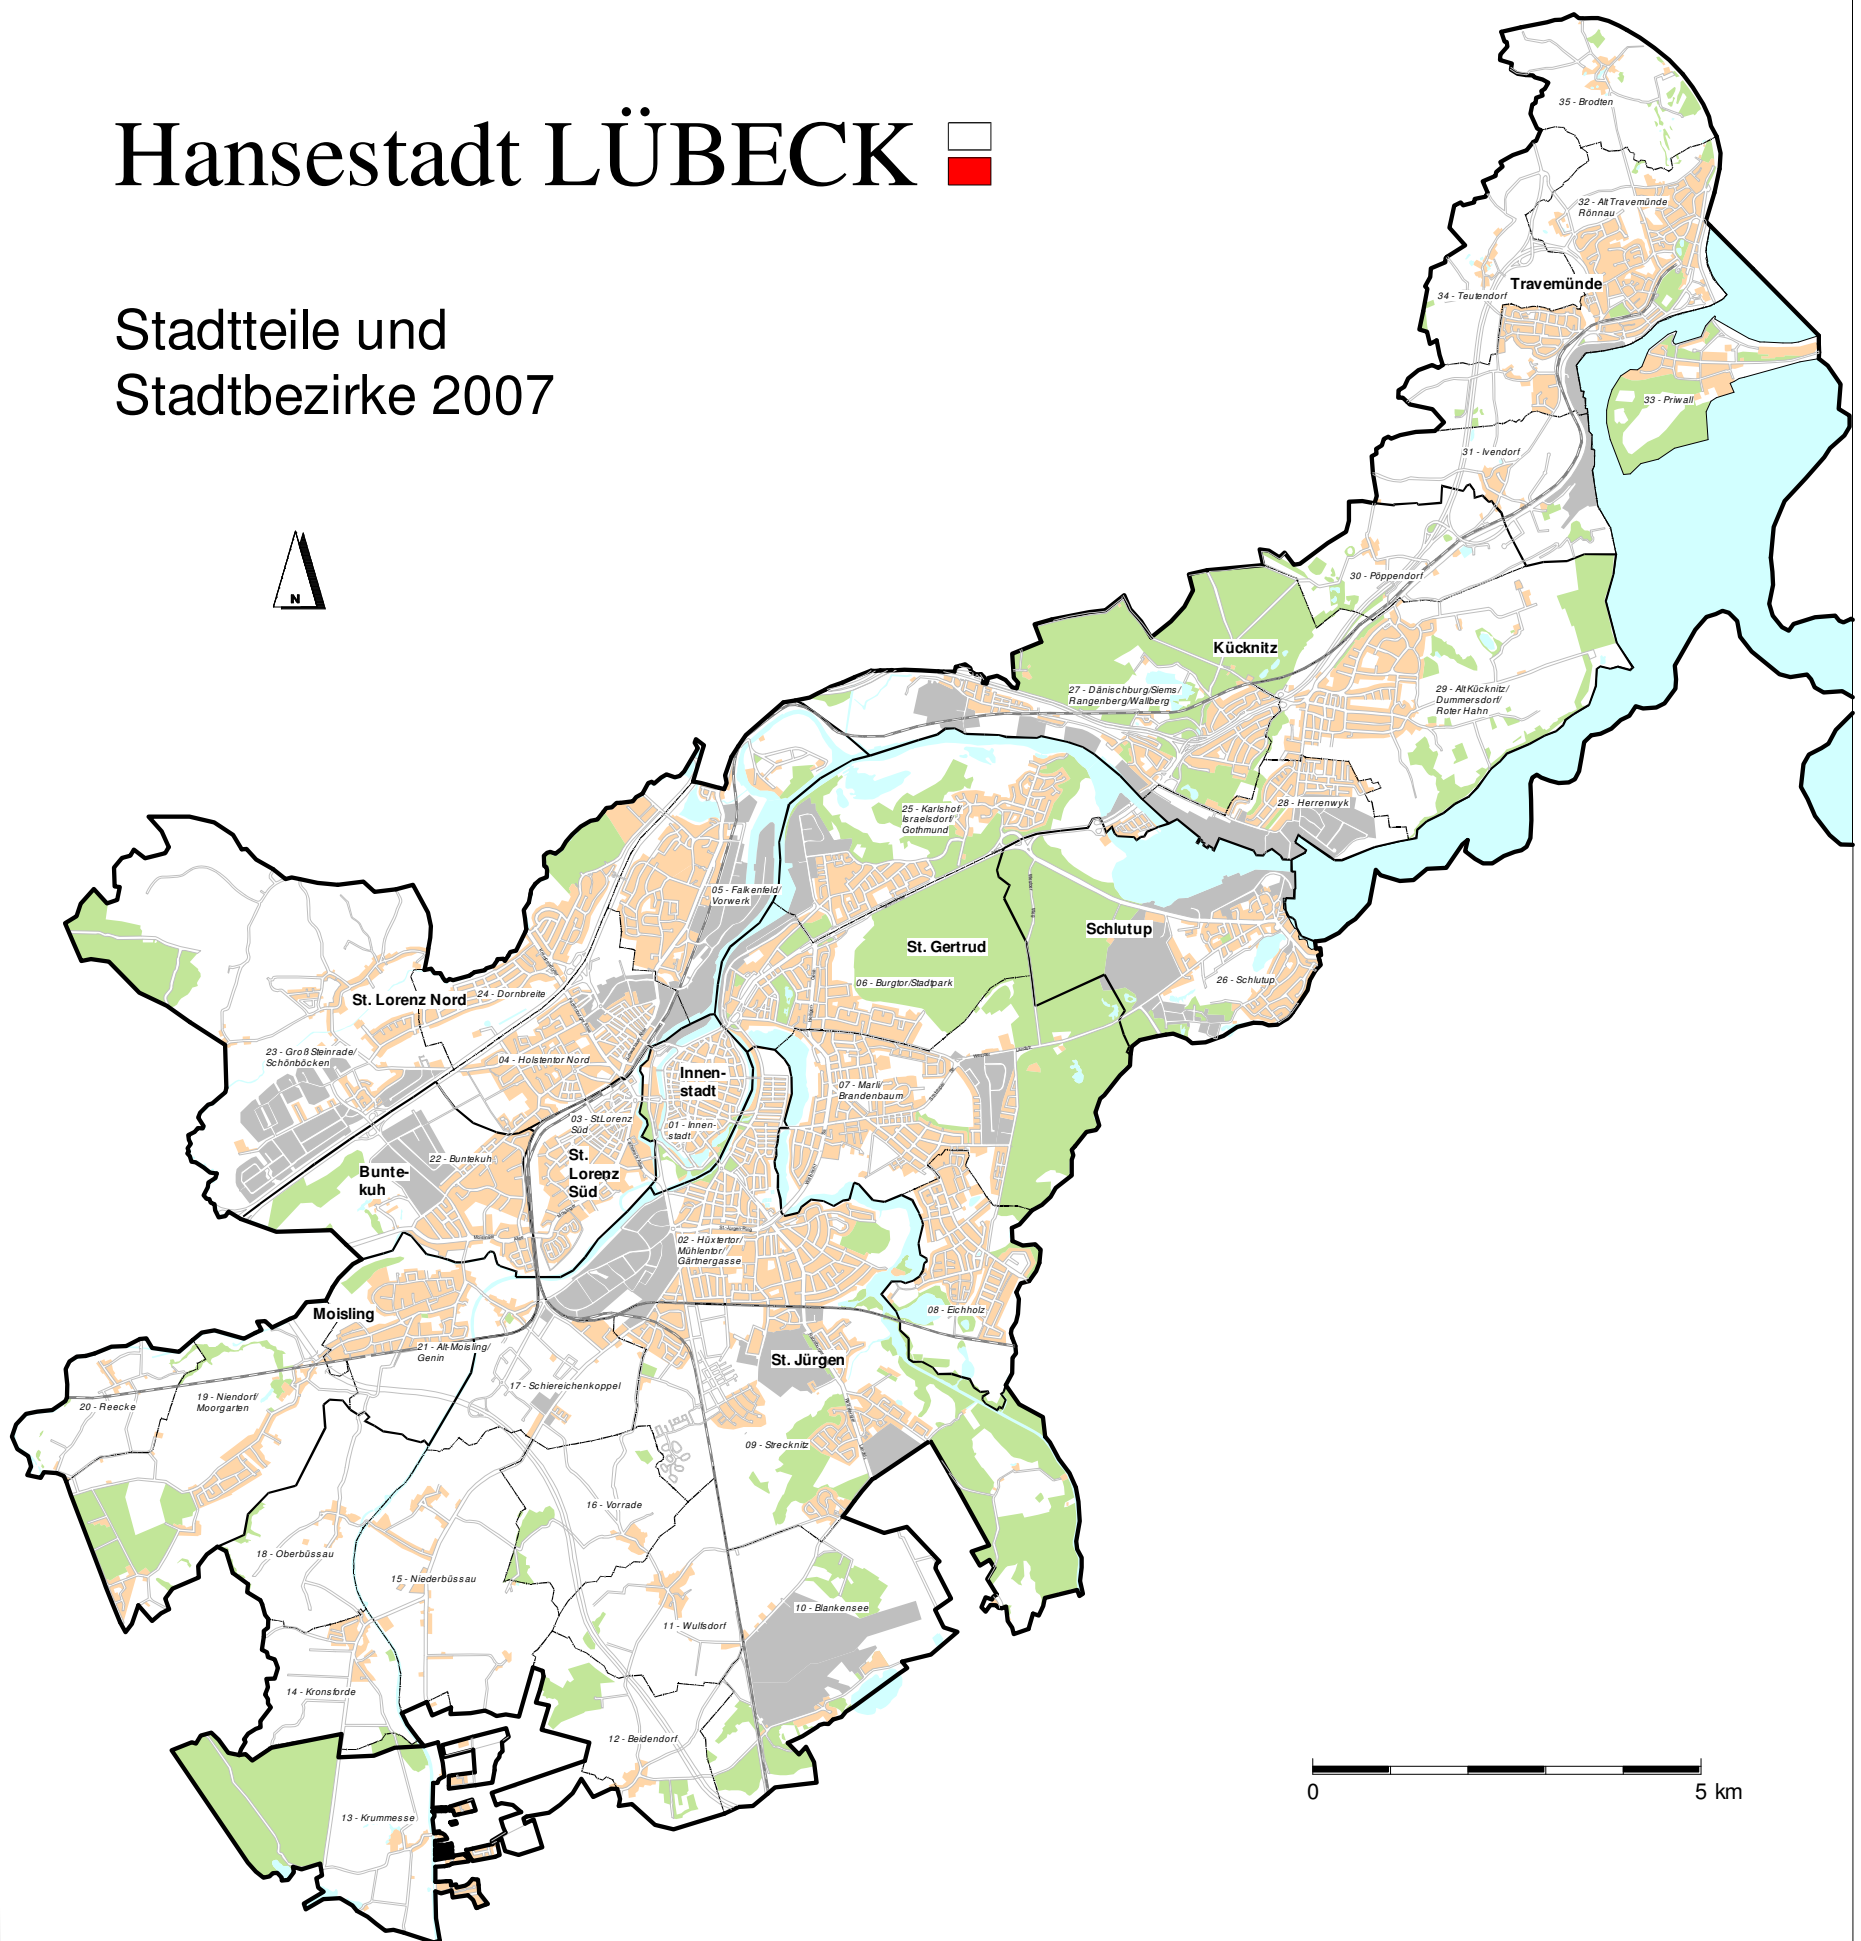 Hansestadt LÜBECK
Stadtteile und
Stadtbezirke 2007
N
35 - Brodten
32 - Alt Travemünde
Rönnau
Travemünde
34 - Teutendorf
33 - Priwall
31 - Ivendorf
30 - Pöppendorf
Kücknitz
27 - Dänischburg/Siems/
Rangenberg/Wallberg
29 - Alt Kücknitz/
Dummersdorf/
Roter Hahn
28 - Herrenwyk
25 - Karlshof/
Israelsdorf/
Gothmund
05 - Falkenfeld/
Vorwerk
Schlutup
St. Gertrud
26 - Schlutup
06 - Burgtor/Stadtpark
St. Lorenz Nord
24 - Dornbreite
23 - Groß Steinrade/
Schönböcken
04 - Holstentor Nord
Innen-
stadt
07 - Marli/
Brandenbaum
03 - St.Lorenz
Süd
01 - Innen-
stadt
22 - Buntekuh
Bunte-
kuh
St.
Lorenz
Süd
02 - Hüxtertor/
Mühlentor/
Gärtnergasse
Moisling
08 - Eichholz
21 - Alt-Moisling/
Genin
St. Jürgen
17 - Schiereichenkoppel
19 - Niendorf/
Moorgarten
20 - Reecke
09 - Strecknitz
16 - Vorrade
18 - Oberbüssau
15 - Niederbüssau
10 - Blankensee
11 - Wulfsdorf
14 - Kronsforde
12 - Beidendorf
13 - Krummesse
0
5 km